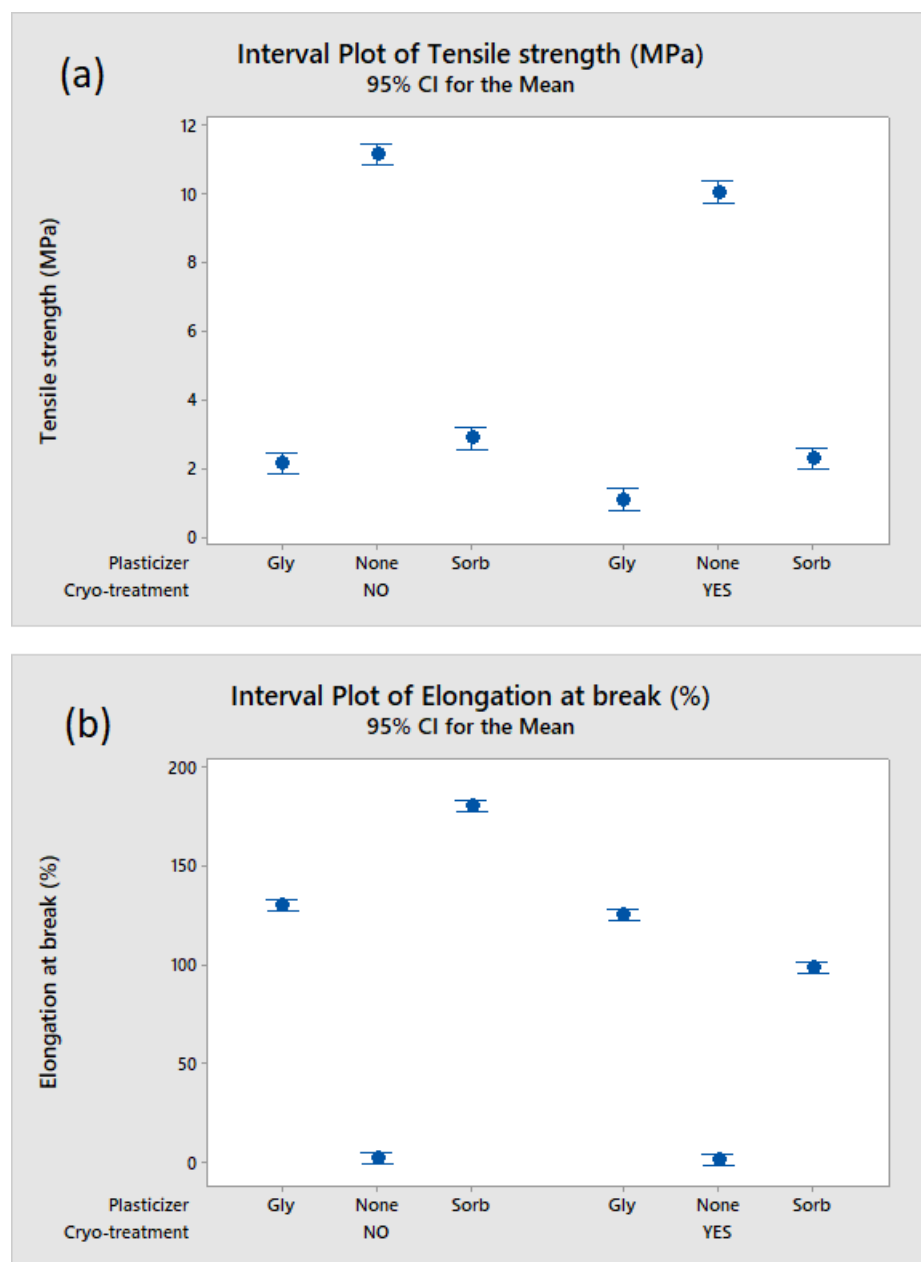 (a)
Interval Plot of Tensile strength (MPa)
95% CI for the Mean
Tensile strength (MPa)
12
10
8
6
4
2
0
Plasticizer Gly None Sorb Gly None Sorb
Cryo-treatment NO YES
(b)
Interval Plot of Elongation at break (%)
95% CI for the Mean
Elongation at break (%)
200
150
100
50
0
Plasticizer Gly None Sorb Gly None Sorb
Cryo-treatment NO YES